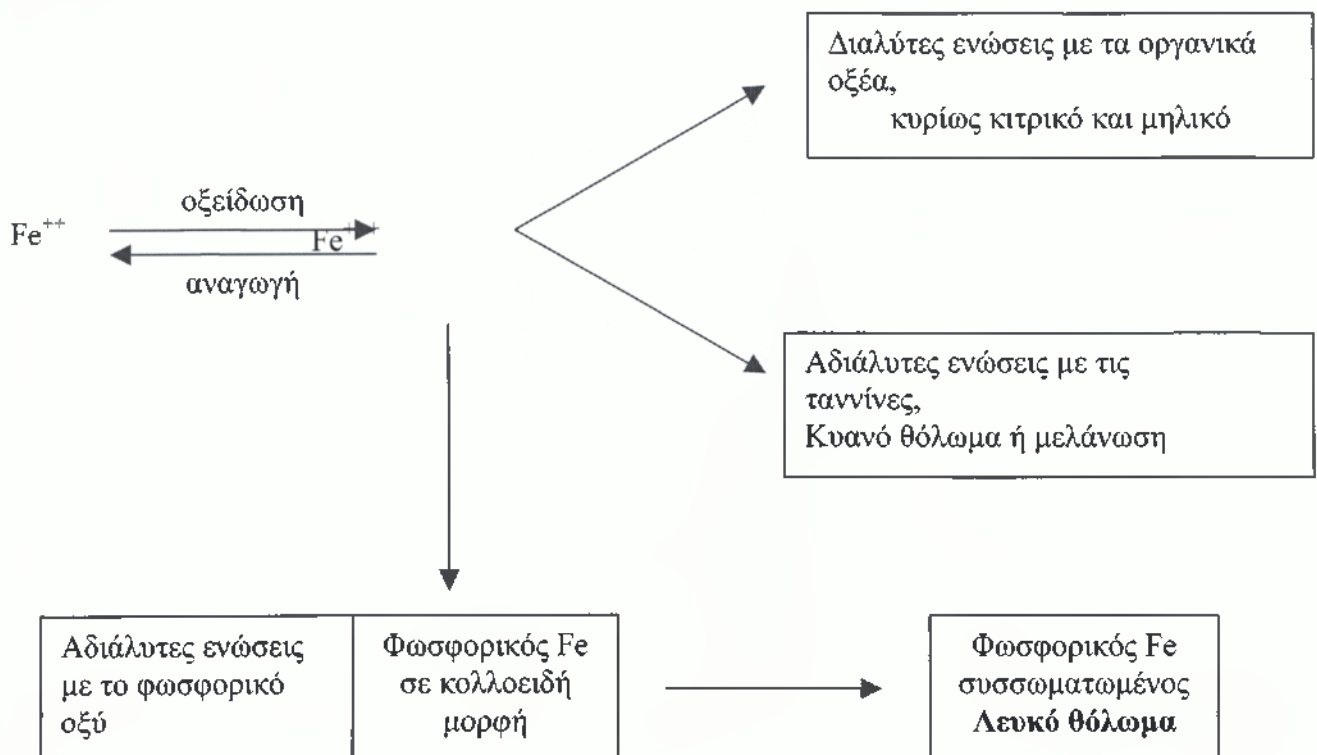 Διαλύτες ενώσεις με τα οργανικά
οξέα,
κυρίως κιτρικό και μηλικό
οξείδωση
Fe⁺⁺
Fe⁺⁺
αναγωγή
Αδιάλυτες ενώσεις με τις
ταννίνες,
Κυανό θόλωμα ή μελάνωση
Αδιάλυτες ενώσεις
με το φωσφορικό
οξύ
Φωσφορικός Fe
σε κολλοειδή
μορφή
Φωσφορικός Fe
συσσωματωμένος
Λευκό θόλωμα